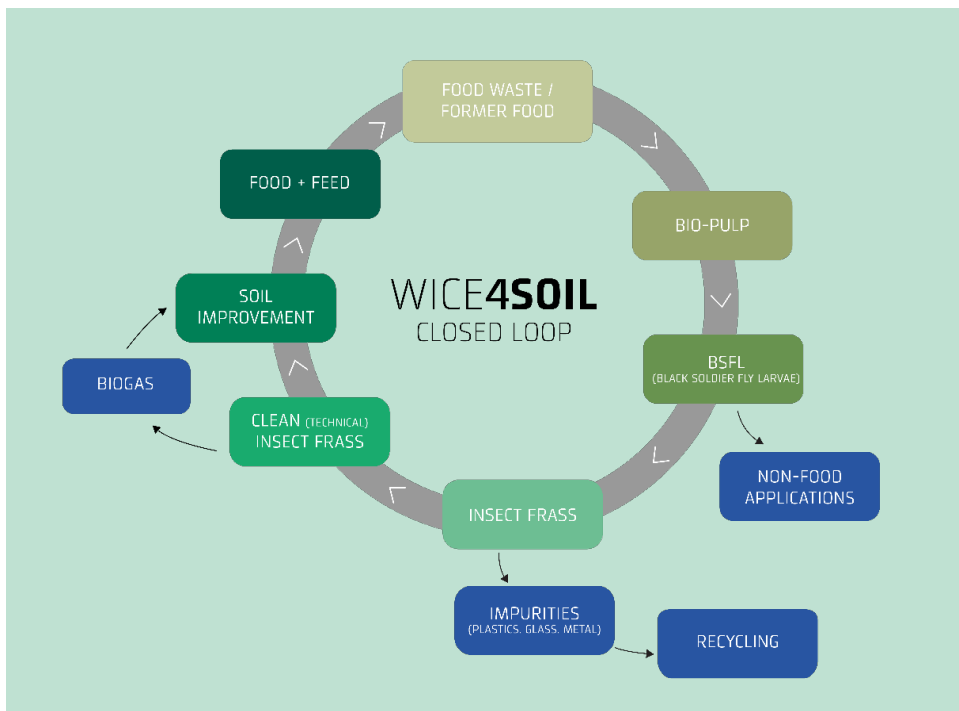 FOOD WASTE /
FORMER FOOD
BIO-PULP
BSFL
(BLACK SOLDIER FLY LARVAE)
NON-FOOD
APPLICATIONS
INSECT FRASS
IMPURITIES
(PLASTICS. GLASS. METAL)
RECYCLING
CLEAN (TECHNICAL)
INSECT FRASS
BIOGAS
SOIL
IMPROVEMENT
FOOD + FEED
WICE4SOIL
CLOSED LOOP